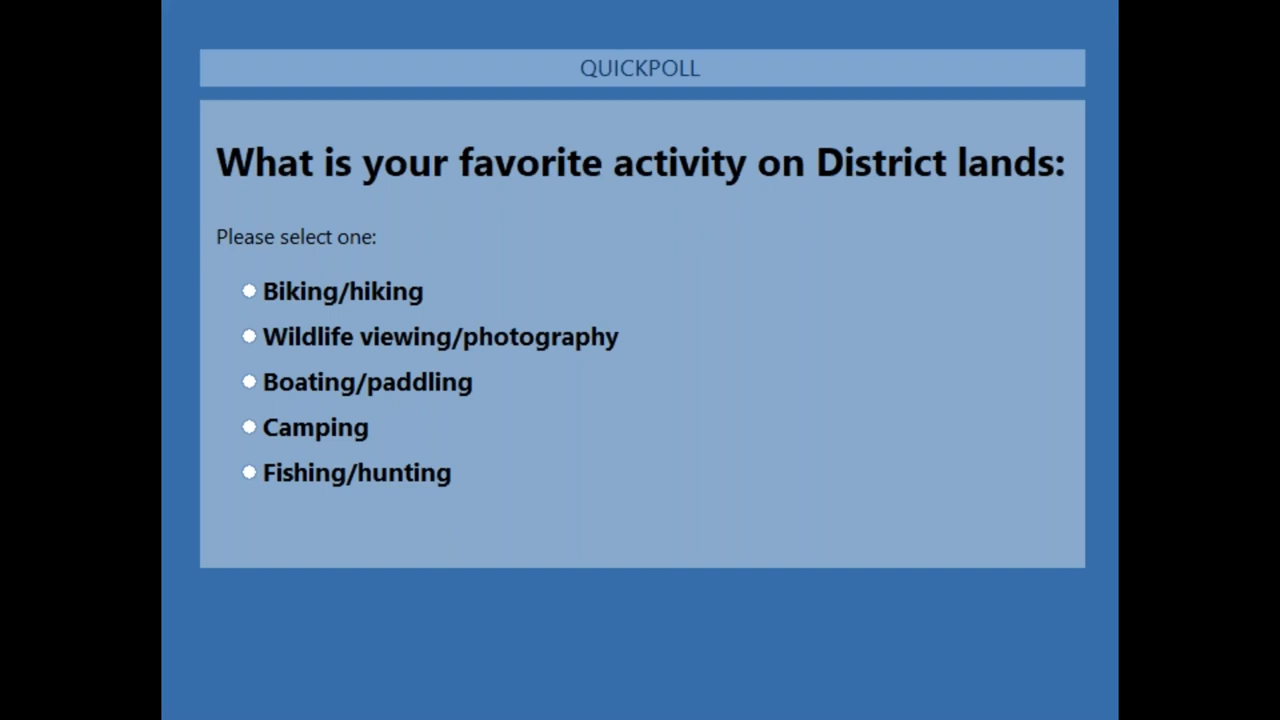 QUICKPOLL
What is your favorite activity on District lands:
Please select one:
Biking/hiking
Wildlife viewing/photography
Boating/paddling
Camping
Fishing/hunting